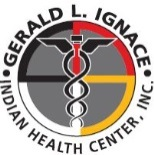 • GERALD L. IGNACE •
INDIAN HEALTH CENTER, INC.